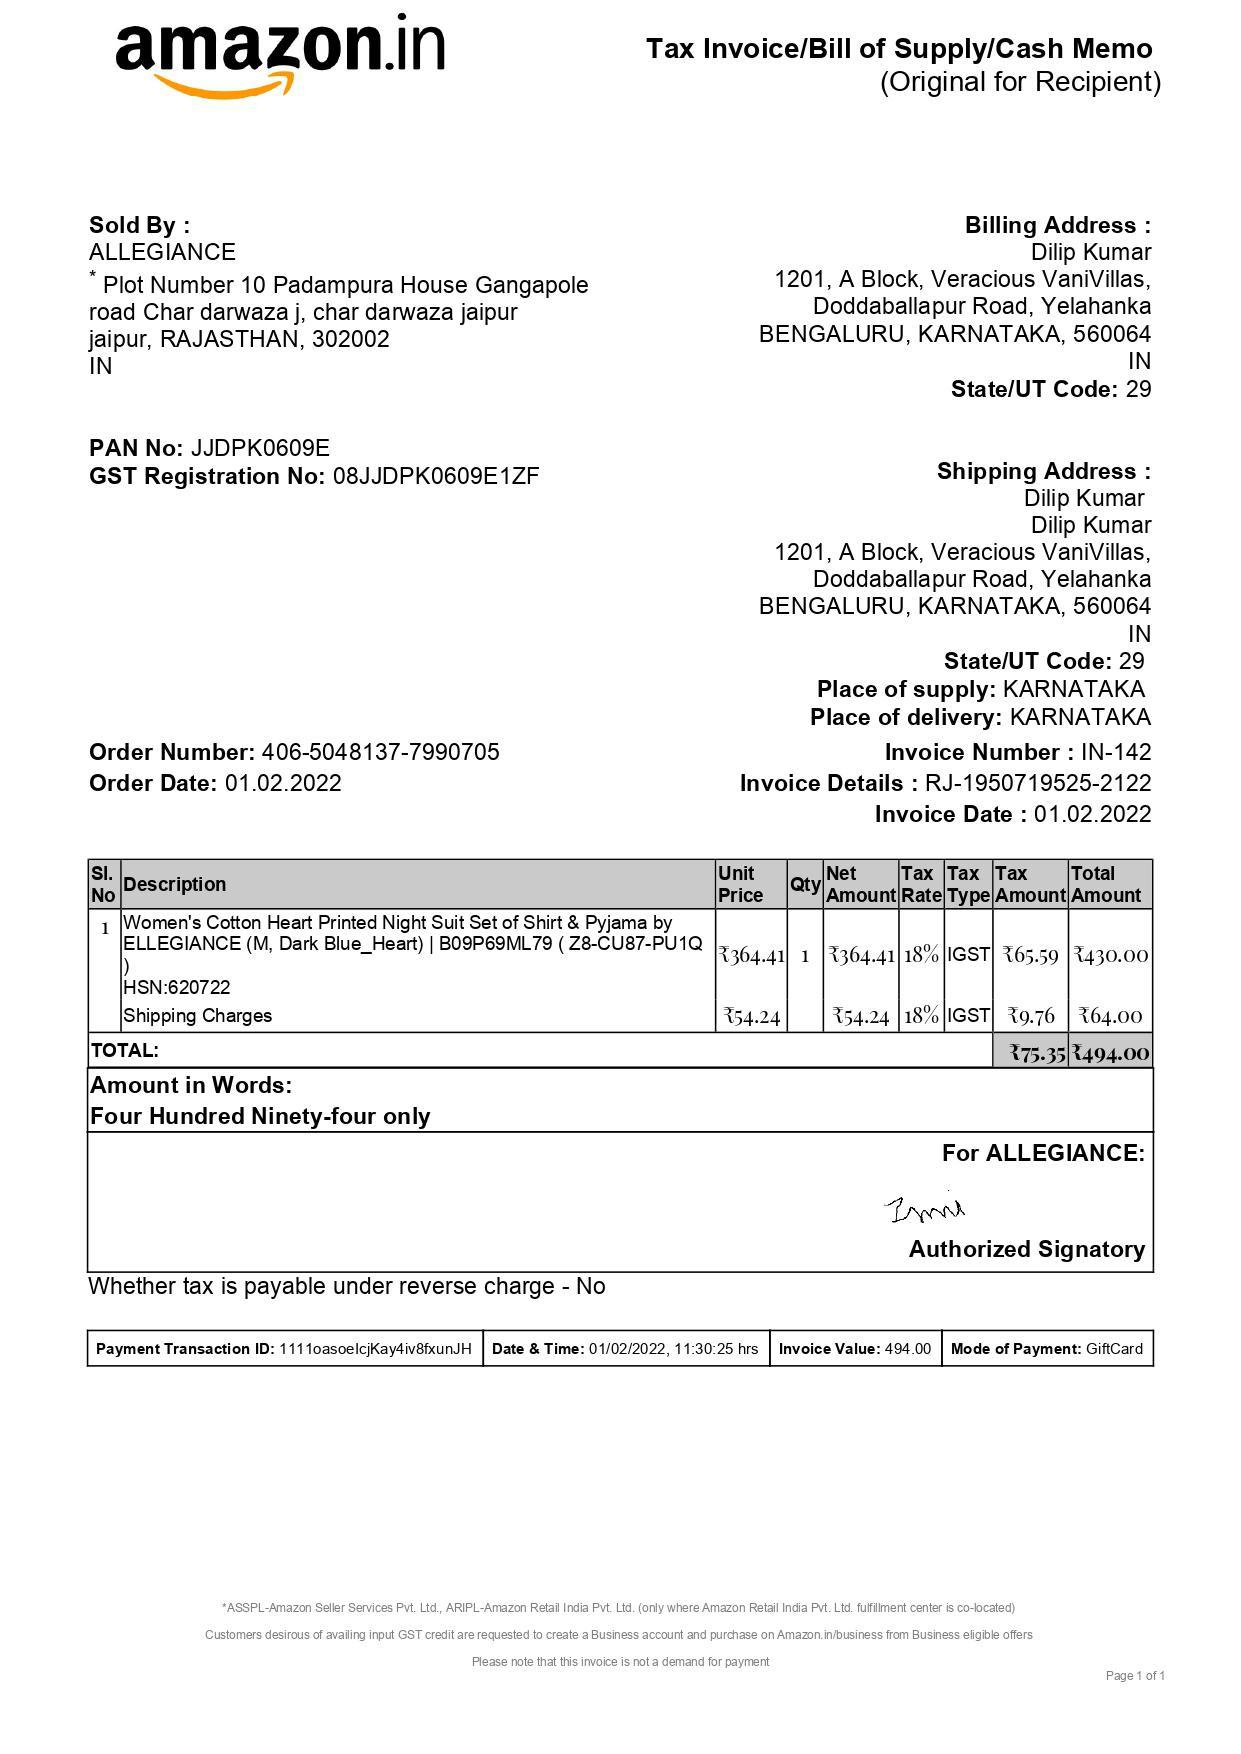 amazon.in
Tax Invoice/Bill of Supply/Cash Memo
(Original for Recipient)
Sold By :
ALLEGIANCE
* Plot Number 10 Padampura House Gangapole
road Char darwaza j, char darwaza jaipur
jaipur, RAJASTHAN, 302002
IN
PAN No: JJDPK0609E
GST Registration No: 08JJDPK0609E1ZF
Billing Address :
Dilip Kumar
1201, A Block, Veracious VaniVillas,
Doddaballapur Road, Yelahanka
BENGALURU, KARNATAKA, 560064
IN
State/UT Code: 29
Shipping Address :
Dilip Kumar
Dilip Kumar
1201, A Block, Veracious VaniVillas,
Doddaballapur Road, Yelahanka
BENGALURU, KARNATAKA, 560064
IN
State/UT Code: 29
Place of supply: KARNATAKA
Place of delivery: KARNATAKA
Order Number: 406-5048137-7990705
Order Date: 01.02.2022
Invoice Number : IN-142
Invoice Details : RJ-1950719525-2122
Invoice Date : 01.02.2022
Sl. No Description Unit Price Qty Net Amount Tax Rate Tax Type Tax Amount Total Amount
1 Women's Cotton Heart Printed Night Suit Set of Shirt & Pyjama by
ELLEGIANCE (M, Dark Blue_Heart) | B09P69ML79 ( Z8-CU87-PU1Q
)
HSN:620722
₹364.41 1 ₹364.41 18% IGST ₹65.59 ₹430.00
Shipping Charges ₹54.24 ₹54.24 18% IGST ₹9.76 ₹64.00
TOTAL: ₹75.35 ₹494.00
Amount in Words:
Four Hundred Ninety-four only
For ALLEGIANCE:
Authorized Signatory
Whether tax is payable under reverse charge - No
Payment Transaction ID: 1111oasoelcjKay4iv8fxunJH Date & Time: 01/02/2022, 11:30:25 hrs Invoice Value: 494.00 Mode of Payment: GiftCard
*ASSPL-Amazon Seller Services Pvt. Ltd., ARIPL-Amazon Retail India Pvt. Ltd. (only where Amazon Retail India Pvt. Ltd. fulfillment center is co-located)
Customers desirous of availing input GST credit are requested to create a Business account and purchase on Amazon.in/business from Business eligible offers
Please note that this invoice is not a demand for payment
Page 1 of 1